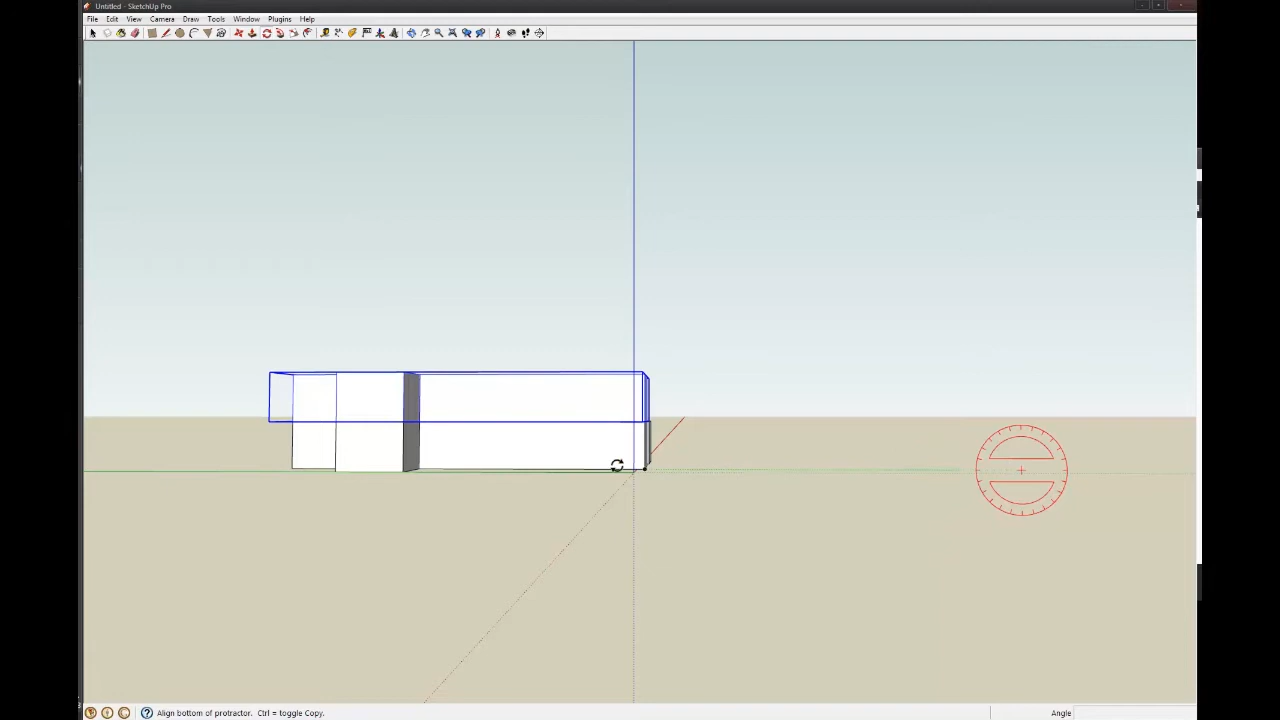 Untitled - SketchUp Pro
File Edit View Camera Draw Tools Window Plugins Help
Align bottom of protractor. Ctrl = toggle Copy.
Angle